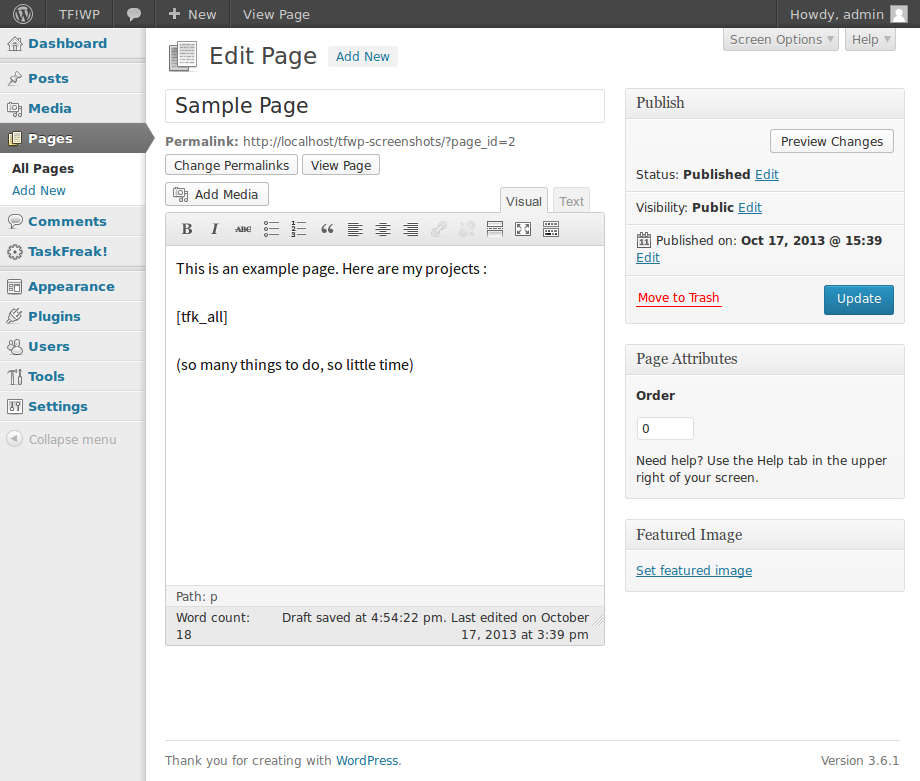 TF!WP
New
View Page
Howdy, admin
Dashboard
Posts
Media
Pages
All Pages
Add New
Comments
TaskFreak!
Appearance
Plugins
Users
Tools
Settings
Collapse menu
Screen Options
Help
Edit Page
Add New
Sample Page
Permalink: http://localhost/tfwp-screenshots/?page_id=2
Change Permalinks
View Page
Add Media
Visual
Text
B I ABC
This is an example page. Here are my projects :
[tfk_all]
(so many things to do, so little time)
Path: p
Word count:
18
Draft saved at 4:54:22 pm. Last edited on October
17, 2013 at 3:39 pm
Publish
Preview Changes
Status: Published Edit
Visibility: Public Edit
Published on: Oct 17, 2013 @ 15:39
Edit
Move to Trash
Update
Page Attributes
Order
0
Need help? Use the Help tab in the upper
right of your screen.
Featured Image
Set featured image
Thank you for creating with WordPress.
Version 3.6.1